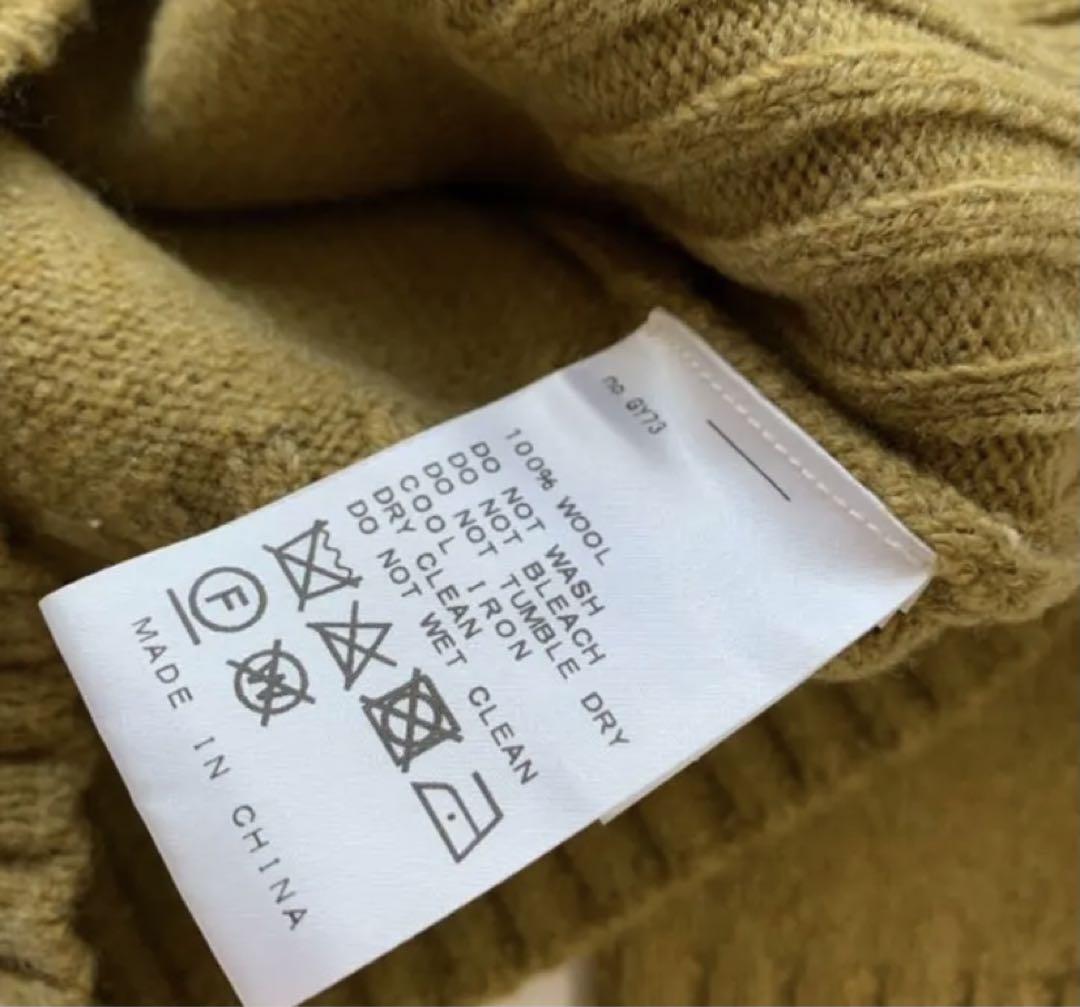 no GY73
100% WOOL
DO NOT WASH
DO NOT BLEACH
DO NOT TUMBLE DRY
COOL IRON
DRY CLEAN
DO NOT WET CLEAN
F
W
MADE IN CHINA